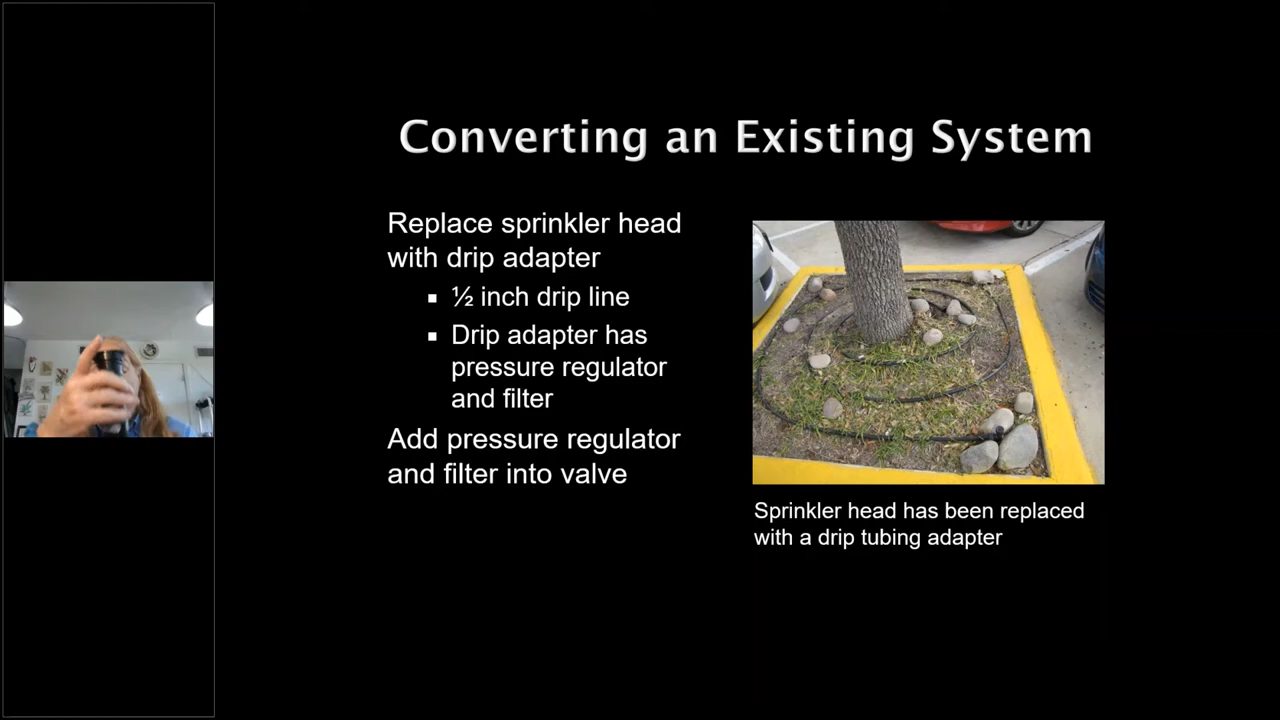 Converting an Existing System
Replace sprinkler head
with drip adapter
▪ ½ inch drip line
▪ Drip adapter has
pressure regulator
and filter
Add pressure regulator
and filter into valve
Sprinkler head has been replaced
with a drip tubing adapter